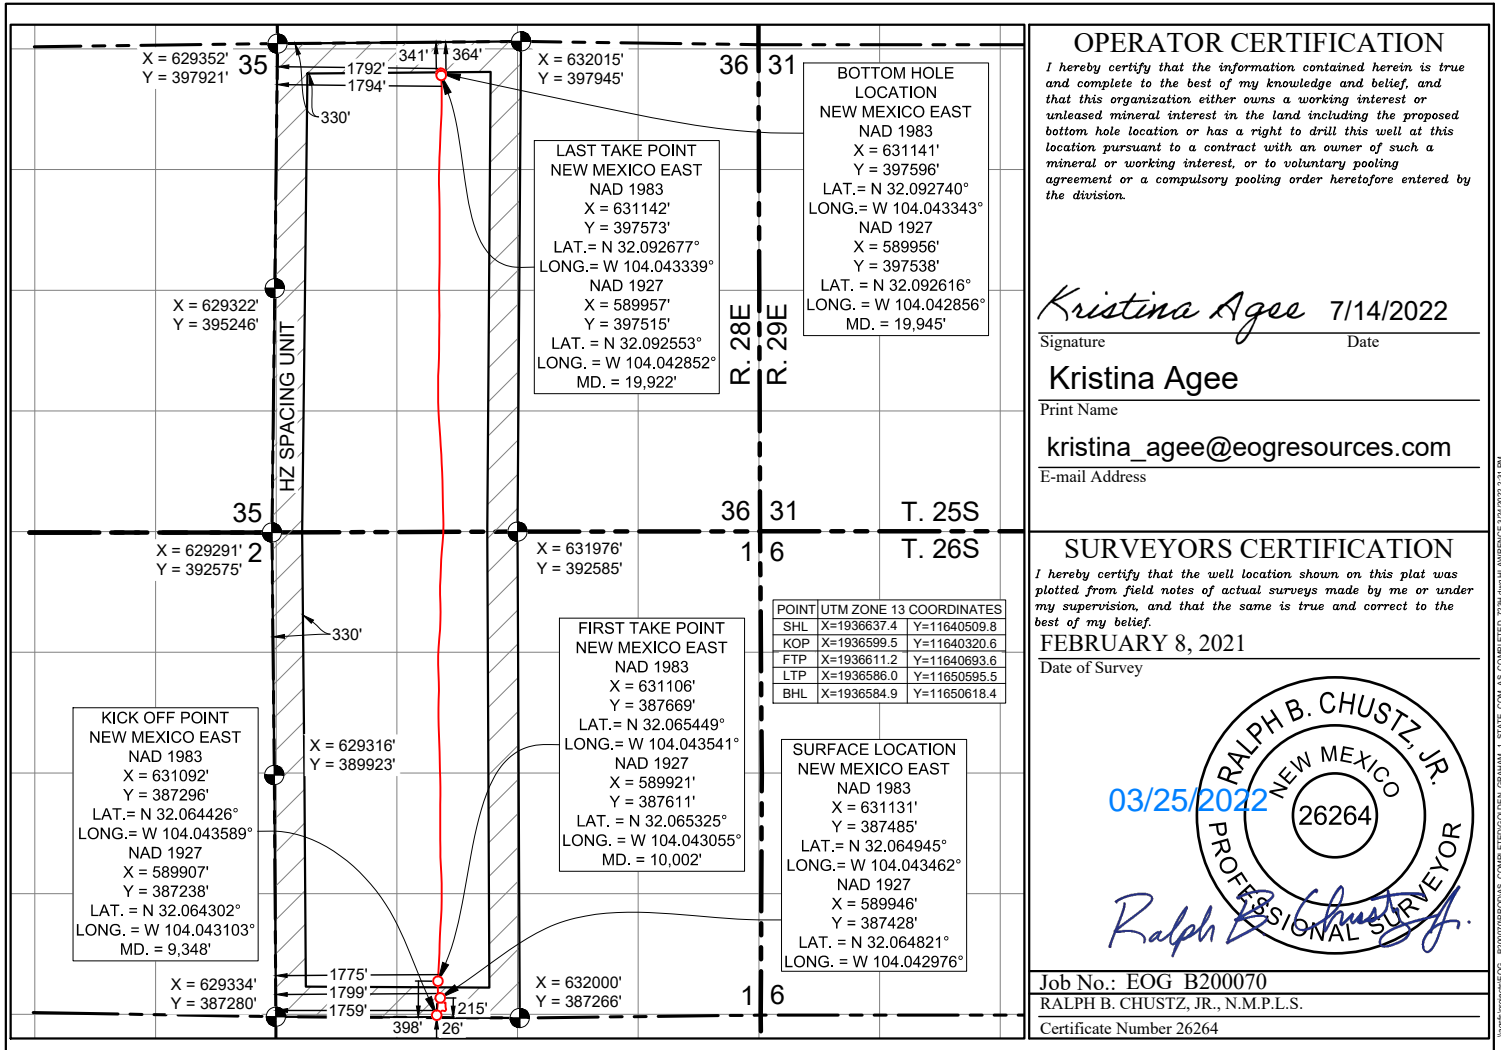 X = 629352'
Y = 397921'
35
341'
364'
1792'
1794'
330'
X = 632015'
Y = 397945'
36
31
BOTTOM HOLE
LOCATION
NEW MEXICO EAST
NAD 1983
X = 631141'
Y = 397596'
LAT.= N 32.092740°
LONG.= W 104.043343°
NAD 1927
X = 589956'
Y = 397538'
LAT. = N 32.092616°
LONG. = W 104.042856°
MD. = 19,945'
LAST TAKE POINT
NEW MEXICO EAST
NAD 1983
X = 631142'
Y = 397573'
LAT.= N 32.092677°
LONG.= W 104.043339°
NAD 1927
X = 589957'
Y = 397515'
LAT. = N 32.092553°
LONG. = W 104.042852°
MD. = 19,922'
X = 629322'
Y = 395246'
HZ SPACING UNIT
R. 28E
R. 29E
35
2
X = 629291'
Y = 392575'
X = 631976'
Y = 392585'
36
31
1
6
T. 25S
T. 26S
330'
FIRST TAKE POINT
NEW MEXICO EAST
NAD 1983
X = 631106'
Y = 387669'
LAT.= N 32.065449°
LONG.= W 104.043541°
NAD 1927
X = 589921'
Y = 387611'
LAT. = N 32.065325°
LONG. = W 104.043055°
MD. = 10,002'
POINT UTM ZONE 13 COORDINATES
SHL X=1936637.4 Y=11640509.8
KOP X=1936599.5 Y=11640320.6
FTP X=1936611.2 Y=11640693.6
LTP X=1936586.0 Y=11650595.5
BHL X=1936584.9 Y=11650618.4
KICK OFF POINT
NEW MEXICO EAST
NAD 1983
X = 631092'
Y = 387296'
LAT.= N 32.064426°
LONG.= W 104.043589°
NAD 1927
X = 589907'
Y = 387238'
LAT. = N 32.064302°
LONG. = W 104.043103°
MD. = 9,348'
X = 629316'
Y = 389923'
SURFACE LOCATION
NEW MEXICO EAST
NAD 1983
X = 631131'
Y = 387485'
LAT.= N 32.064945°
LONG.= W 104.043462°
NAD 1927
X = 589946'
Y = 387428'
LAT. = N 32.064821°
LONG. = W 104.042976°
X = 629334'
Y = 387280'
1775'
1799'
1759'
398'
26'
215'
X = 632000'
Y = 387266'
1
6
OPERATOR CERTIFICATION
I hereby certify that the information contained herein is true
and complete to the best of my knowledge and belief, and
that this organization either owns a working interest or
unleased mineral interest in the land including the proposed
bottom hole location or has a right to drill this well at this
location pursuant to a contract with an owner of such a
mineral or working interest, or to voluntary pooling
agreement or a compulsory pooling order heretofore entered by
the division.
Kristina Agee 7/14/2022
Signature Date
Kristina Agee
Print Name
kristina_agee@eogresources.com
E-mail Address
SURVEYORS CERTIFICATION
I hereby certify that the well location shown on this plat was
plotted from field notes of actual surveys made by me or under
my supervision, and that the same is true and correct to the
best of my belief.
FEBRUARY 8, 2021
Date of Survey
RALPH B. CHUSTZ, JR.
NEW MEXICO
26264
PROFESSIONAL SURVEYOR
03/25/2022
Ralph B Chustz Jr.
Job No.: EOG B200070
RALPH B. CHUSTZ, JR., N.M.P.L.S.
Certificate Number 26264